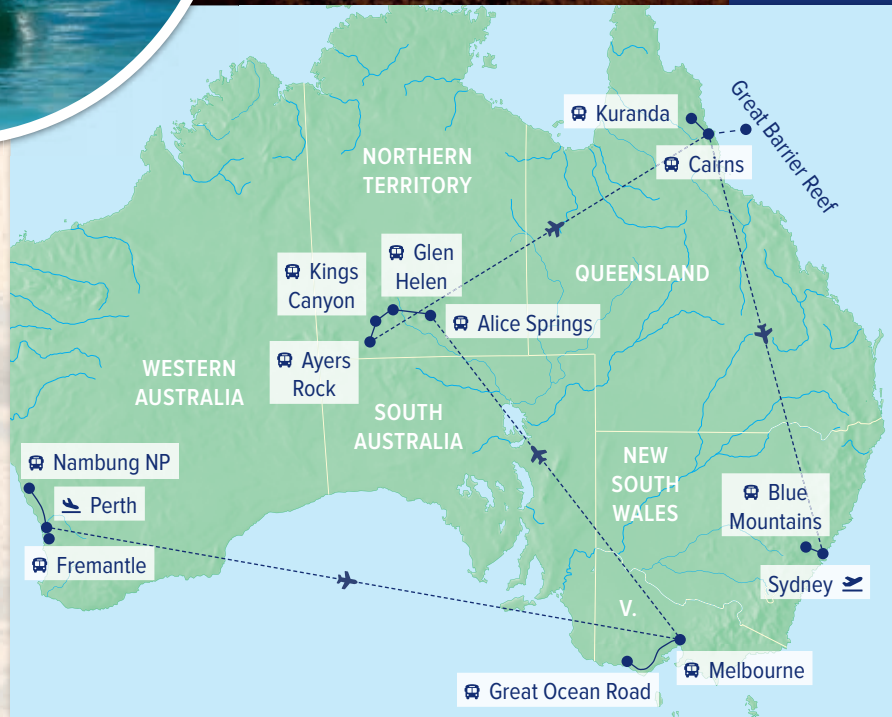 Kuranda
Great Barrier Reef
Cairns
NORTHERN
TERRITORY
Glen
Helen
Kings
Canyon
QUEENSLAND
Alice Springs
Ayers
Rock
WESTERN
AUSTRALIA
SOUTH
AUSTRALIA
Nambung NP
Perth
Fremantle
NEW
SOUTH
WALES
Blue
Mountains
Sydney
V.
Melbourne
Great Ocean Road